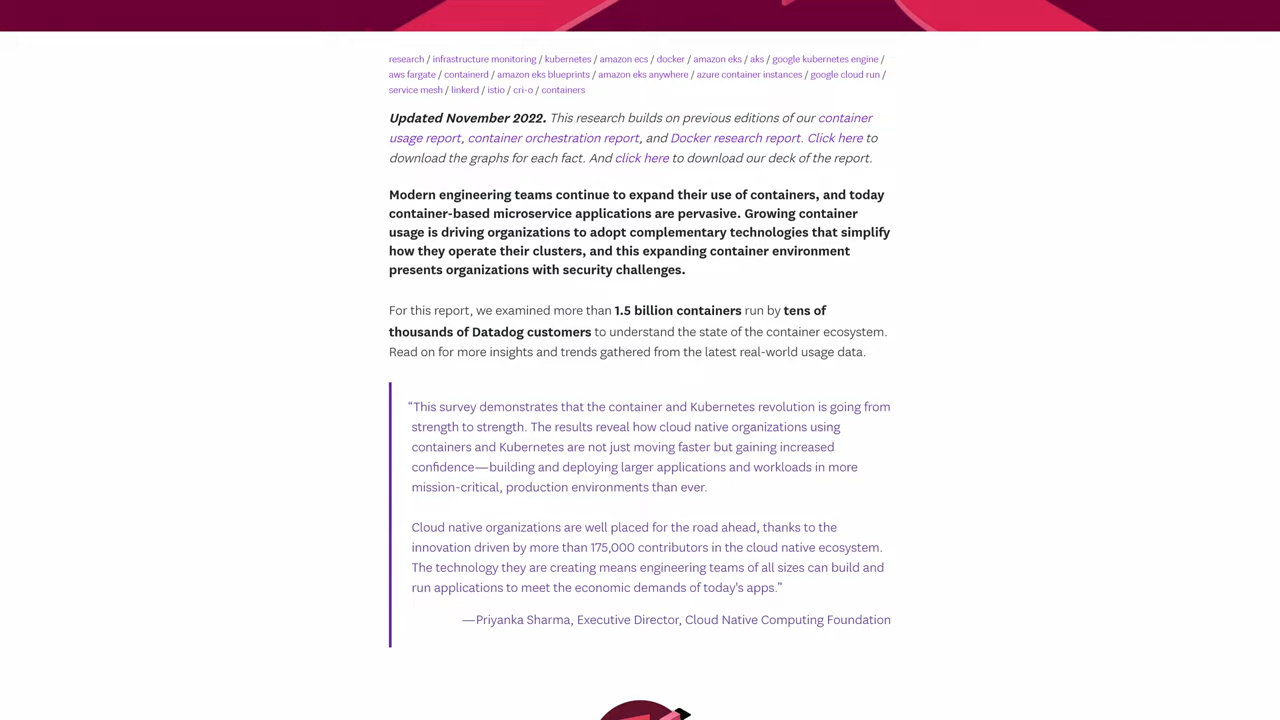 research / infrastructure monitoring / kubernetes / amazon ecs / docker / amazon eks / aks / google kubernetes engine /
aws fargate / containerd / amazon eks blueprints / amazon eks anywhere / azure container instances / google cloud run /
service mesh / linkerd / istio / cri-o / containers
Updated November 2022. This research builds on previous editions of our container
usage report, container orchestration report, and Docker research report. Click here to
download the graphs for each fact. And click here to download our deck of the report.
Modern engineering teams continue to expand their use of containers, and today
container-based microservice applications are pervasive. Growing container
usage is driving organizations to adopt complementary technologies that simplify
how they operate their clusters, and this expanding container environment
presents organizations with security challenges.
For this report, we examined more than 1.5 billion containers run by tens of
thousands of Datadog customers to understand the state of the container ecosystem.
Read on for more insights and trends gathered from the latest real-world usage data.
“This survey demonstrates that the container and Kubernetes revolution is going from
strength to strength. The results reveal how cloud native organizations using
containers and Kubernetes are not just moving faster but gaining increased
confidence—building and deploying larger applications and workloads in more
mission-critical, production environments than ever.
Cloud native organizations are well placed for the road ahead, thanks to the
innovation driven by more than 175,000 contributors in the cloud native ecosystem.
The technology they are creating means engineering teams of all sizes can build and
run applications to meet the economic demands of today's apps.”
—Priyanka Sharma, Executive Director, Cloud Native Computing Foundation